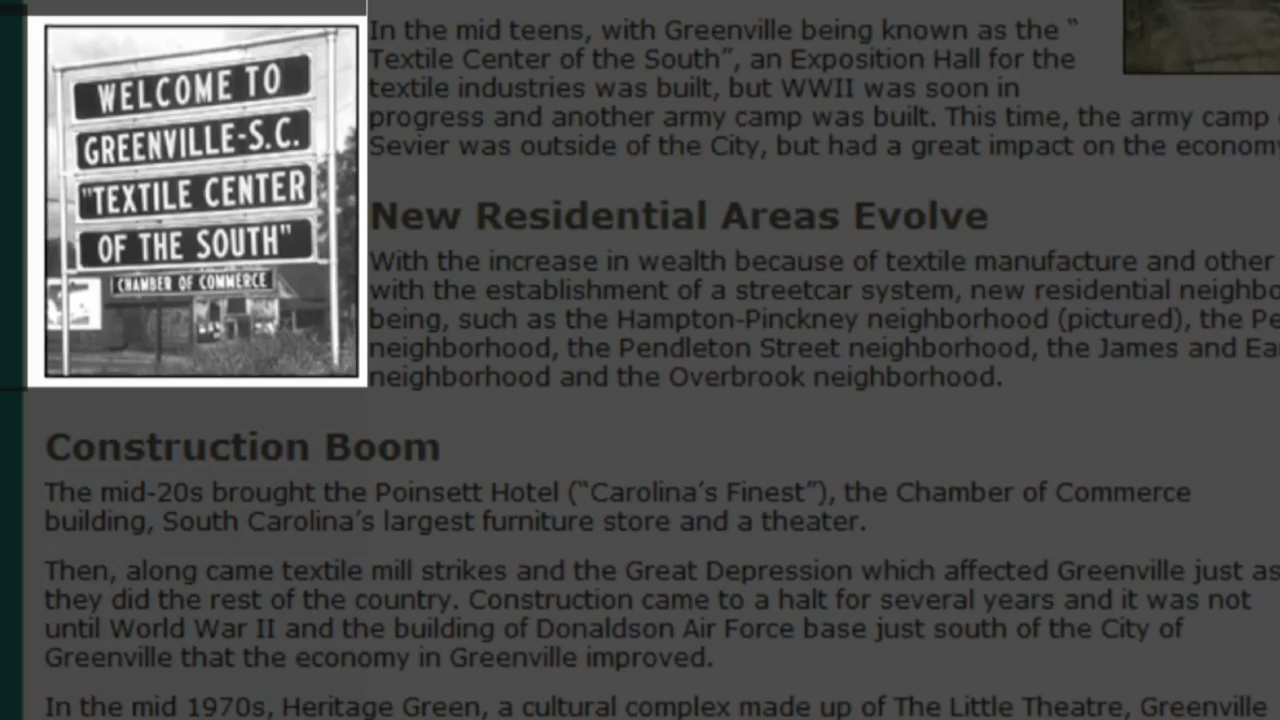 WELCOME TO
GREENVILLE-S.C.
"TEXTILE CENTER
OF THE SOUTH"
CHAMBER OF COMMERCE
In the mid teens, with Greenville being known as the “
Textile Center of the South”, an Exposition Hall for the
textile industries was built, but WWII was soon in
progress and another army camp was built. This time, the army camp
Sevier was outside of the City, but had a great impact on the economy
New Residential Areas Evolve
With the increase in wealth because of textile manufacture and other
with the establishment of a streetcar system, new residential
being, such as the Hampton-Pinckney neighborhood (pictured), the
neighborhood, the Pendleton Street neighborhood, the James and
neighborhood and the Overbrook neighborhood.
Construction Boom
The mid-20s brought the Poinsett Hotel (“Carolina’s Finest”), the Chamber of Commerce
building, South Carolina’s largest furniture store and a theater.
Then, along came textile mill strikes and the Great Depression which affected Greenville just as
they did the rest of the country. Construction came to a halt for several years and it was not
until World War II and the building of Donaldson Air Force base just south of the City of
Greenville that the economy in Greenville improved.
In the mid 1970s, Heritage Green, a cultural complex made up of The Little Theatre, Greenville